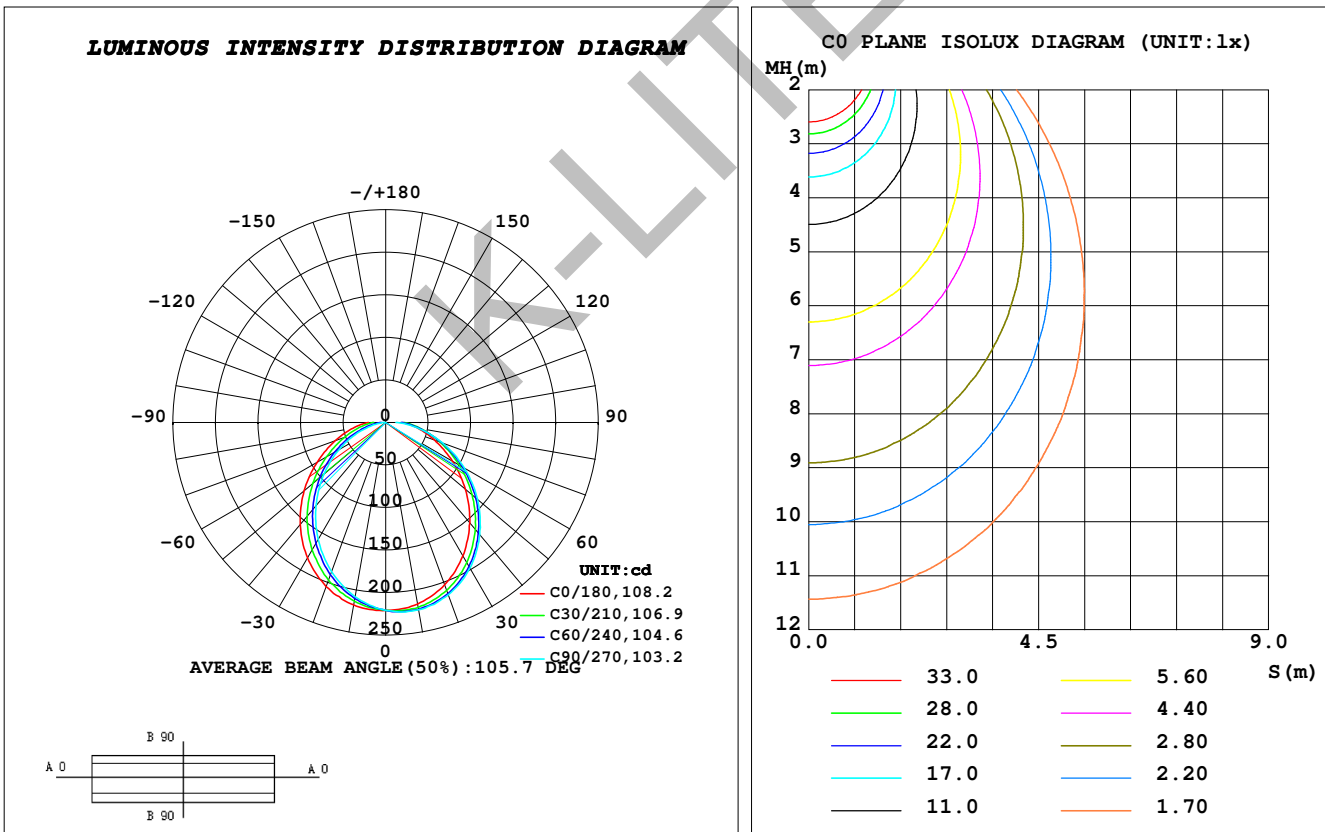 LUMINOUS INTENSITY DISTRIBUTION DIAGRAM
-/+180
-150
150
-120
120
-90
90
0
50
-60
100
60
150
200
-30
250
30
0
UNIT:cd
C0/180,108.2
C30/210,106.9
C60/240,104.6
C90/270,103.2
AVERAGE BEAM ANGLE(50%):105.7 DEG
B 90
A 0
A 0
B 90
K-LITE
C0 PLANE ISOLUX DIAGRAM (UNIT:lx)
MH(m)
2
3
4
5
6
7
8
9
10
11
12
0.0
4.5
9.0
S(m)
33.0
5.60
28.0
4.40
22.0
2.80
17.0
2.20
11.0
1.70